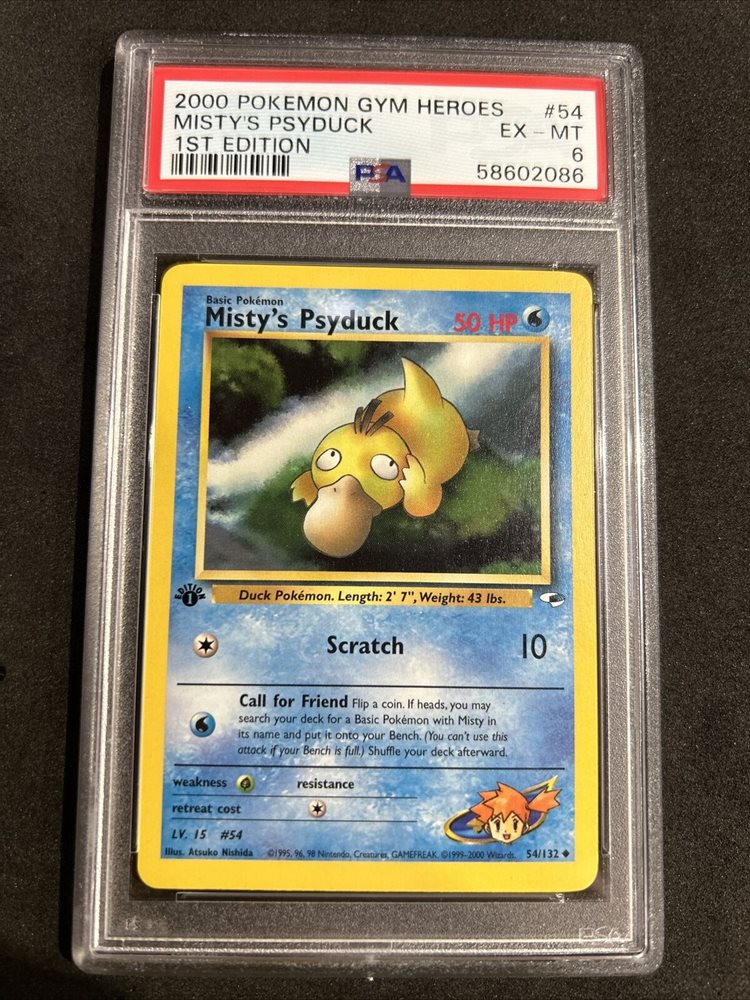 2000 POKEMON GYM HEROES #54
MISTY'S PSYDUCK EX - MT
1ST EDITION 6
PSA 58602086
Basic Pokémon
Misty's Psyduck 50 HP
EDITION
1
Duck Pokémon. Length: 2' 7", Weight: 43 lbs.
Scratch 10
Call for Friend Flip a coin. If heads, you may
search your deck for a Basic Pokémon with Misty in
its name and put it onto your Bench. (You can't use this
attack if your Bench is full.) Shuffle your deck afterward.
weakness resistance
retreat cost
LV. 15 #54
Illus. Atsuko Nishida ©1995, 96, 98 Nintendo, Creatures, GAMEFREAK. ©1999-2000 Wizards. 54/132
PSA